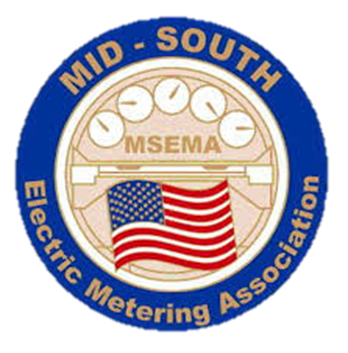 MID - SOUTH
MSEMA
Electric Metering Association